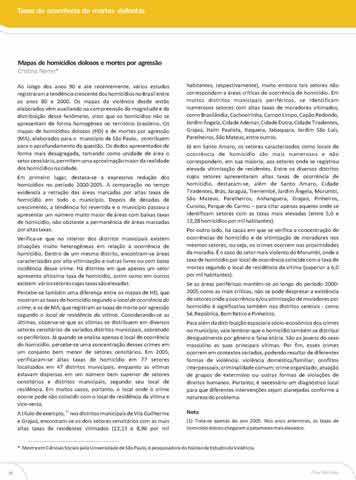 Taxas de ocorrência de mortes violentas
Mapas de homicídios dolosos e mortes por agressão
Cristina Neme*
Ao longo dos anos 90 e até recentemente, vários estudos
registraram a tendência crescente dos homicídios no Brasil entre
os anos 80 e 2000. Os mapas da violência desde então
elaborados vêm auxiliando na compreensão da magnitude e da
distribuição desse fenômeno, visto que os homicídios não se
apresentam de forma homogênea no território brasileiro. Os
mapas de homicídios dolosos (HD) e de mortes por agressão
(MA), elaborados para o município de São Paulo, contribuem
para o aprofundamento da questão. Os dados apresentados de
forma mais desagregada, tomando como unidade de área o
setor censitário, permitem uma aproximação maior da realidade
dos homicídios na cidade.
Em primeiro lugar, destaca-se a expressiva redução dos
homicídios no período 2000-2005. A comparação no tempo
evidencia a retração das áreas marcadas por altas taxas de
homicídio em todo o município. Depois de décadas de
crescimento, a tendência foi revertida e o município passou a
apresentar um número muito maior de áreas com baixas taxas
de homicídio, não obstante a permanência de áreas marcadas
por altas taxas.
Verifica-se que no interior dos distritos municipais existem
situações muito heterogêneas em relação à ocorrência de
homicídio. Dentro de um mesmo distrito, encontram-se áreas
caracterizadas por alta vitimização e outras livres ou com baixa
incidência desse crime. Há distritos em que apenas um setor
apresenta altíssima taxa de homicídio, assim como em outros
existem vários setores cujas taxas são elevadas.
Percebe-se também uma diferença entre os mapas de HD, que
mostram as taxas de homicídio segundo o local de ocorrência do
crime, e os de MA, que registram as taxas de morte por agressão
segundo o local de residência da vítima. Considerando-se as
últimas, observa-se que as vítimas se distribuem em diversos
setores censitários de variados distritos municipais, sobretudo
os periféricos. Já quando se analisa apenas o local de ocorrência
do homicídio, percebe-se uma concentração desses crimes em
um conjunto bem menor de setores censitários. Em 2005,
verificaram-se altas taxas de homicídio em 77 setores
localizados em 47 distritos municipais, enquanto as vítimas
estavam dispersas em um número bem superior de setores
censitários e distritos municipais, segundo seu local de
residência. Em muitos casos, portanto, o local onde o crime
ocorre pode não coincidir com o local de residência da vítima e
vice-versa.
A título de exemplo, nos distritos municipais de Vila Guilherme
e Grajaú, encontram-se os dois setores censitários com as mais
altas taxas de residentes vitimados (12,13 e 8,96 por mil
habitantes, respectivamente), muito embora tais setores não
correspondem a áreas críticas de ocorrência de homicídio. Em
muitos distritos municipais periféricos, se identificam
numerosos setores com altas taxas de moradores vitimados,
como Brasilândia, Cachoeirinha, Campo Limpo, Capão Redondo,
Jardim Ângela, Cidade Ademar, Cidade Dutra, Cidade Tiradentes,
Grajaú, Itaim Paulista, Itaquera, Jabaquara, Jardim São Luís,
Parelheiros, São Mateus, entre outros.
Já em Santo Amaro, os setores caracterizados como locais de
ocorrência de homicídio são mais numerosos e não
correspondem, em sua maioria, aos setores onde se registrou
elevada vitimização de residentes. Entre os diversos distritos
cujos setores apresentaram altas taxas de ocorrência de
homicídio, destacam-se, além de Santo Amaro, Cidade
Tiradentes, Brás, Jaraguá, Tremembé, Jardim Ângela, Morumbi,
São Mateus, Parelheiros, Anhanguera, Grajaú, Pinheiros,
Cursino, Parque do Carmo – para citar apenas aqueles onde se
identificam setores com as taxas mais elevadas (entre 5,0 e
12,28 homicídios por mil habitantes).
Por outro lado, há casos em que se verifica a concentração de
ocorrências de homicídio e de vitimização de moradores nos
mesmos setores, ou seja, os crimes ocorrem nas proximidades
da moradia. É o caso do setor mais violento do Morumbi, onde a
taxa de homicídio por local de ocorrência coincide com a taxa de
mortes segundo o local de residência da vítima (superior a 6,0
por mil habitantes).
Se as áreas periféricas mantêm-se ao longo do período 2000-
2005 como as mais críticas, não se pode desprezar a existência
de setores onde a ocorrência e/ou vitimização de moradores por
homicídio é significativa também nos distritos centrais - como
Sé, República, Bom Retiro e Pinheiros.
Para além da distribuição espacial e sócio-econômica dos crimes
no município, vale lembrar que o homicídio também se distribui
desigualmente por gênero e faixa etária. São os jovens do sexo
masculino as suas principais vítimas. Por fim, esses crimes
ocorrem em contextos variados, podendo resultar de diferentes
formas de violência: violência doméstica/familiar, conflitos
interpessoais, criminalidade comum; crime organizado; atuação
de grupos de extermínio ou outras formas de violações de
direitos humanos. Portanto, é necessário um diagnóstico local
para que diferentes intervenções sejam planejadas conforme a
natureza do problema.
Nota
(1) Trata-se apenas do ano 2005. Nos anos anteriores, as taxas de
homicídio doloso chegaram a patamares mais elevados.
* Mestre em Ciências Sociais pela Universidade de São Paulo, é pesquisadora do Núcleo de Estudos da Violência.